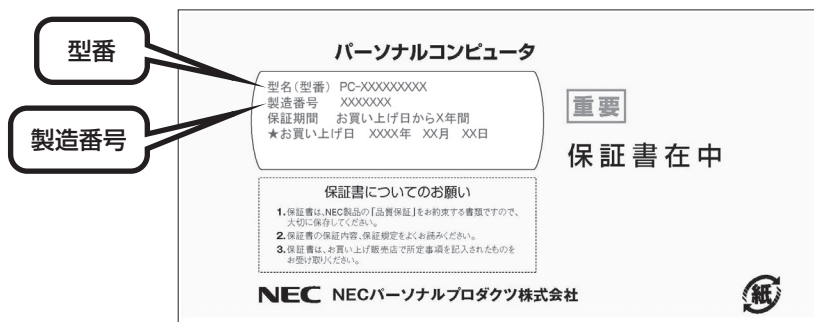 型番
製造番号
パーソナルコンピュータ
型名(型番) PC-XXXXXXXXX
製造番号 XXXXXXX
保証期間 お買い上げ日からX年間
★お買い上げ日 XXXX年 XX月 XX日
重要
保証書在中
保証書についてのお願い
1.保証書は、NEC製品の「品質保証」をお約束する書類ですので、
大切に保存してください。
2.保証書の保証内容、保証規定をよくお読みください。
3.保証書は、お買い上げ販売店で所定事項を記入されたものを
お受け取りください。
NEC NECパーソナルプロダクツ株式会社
紙